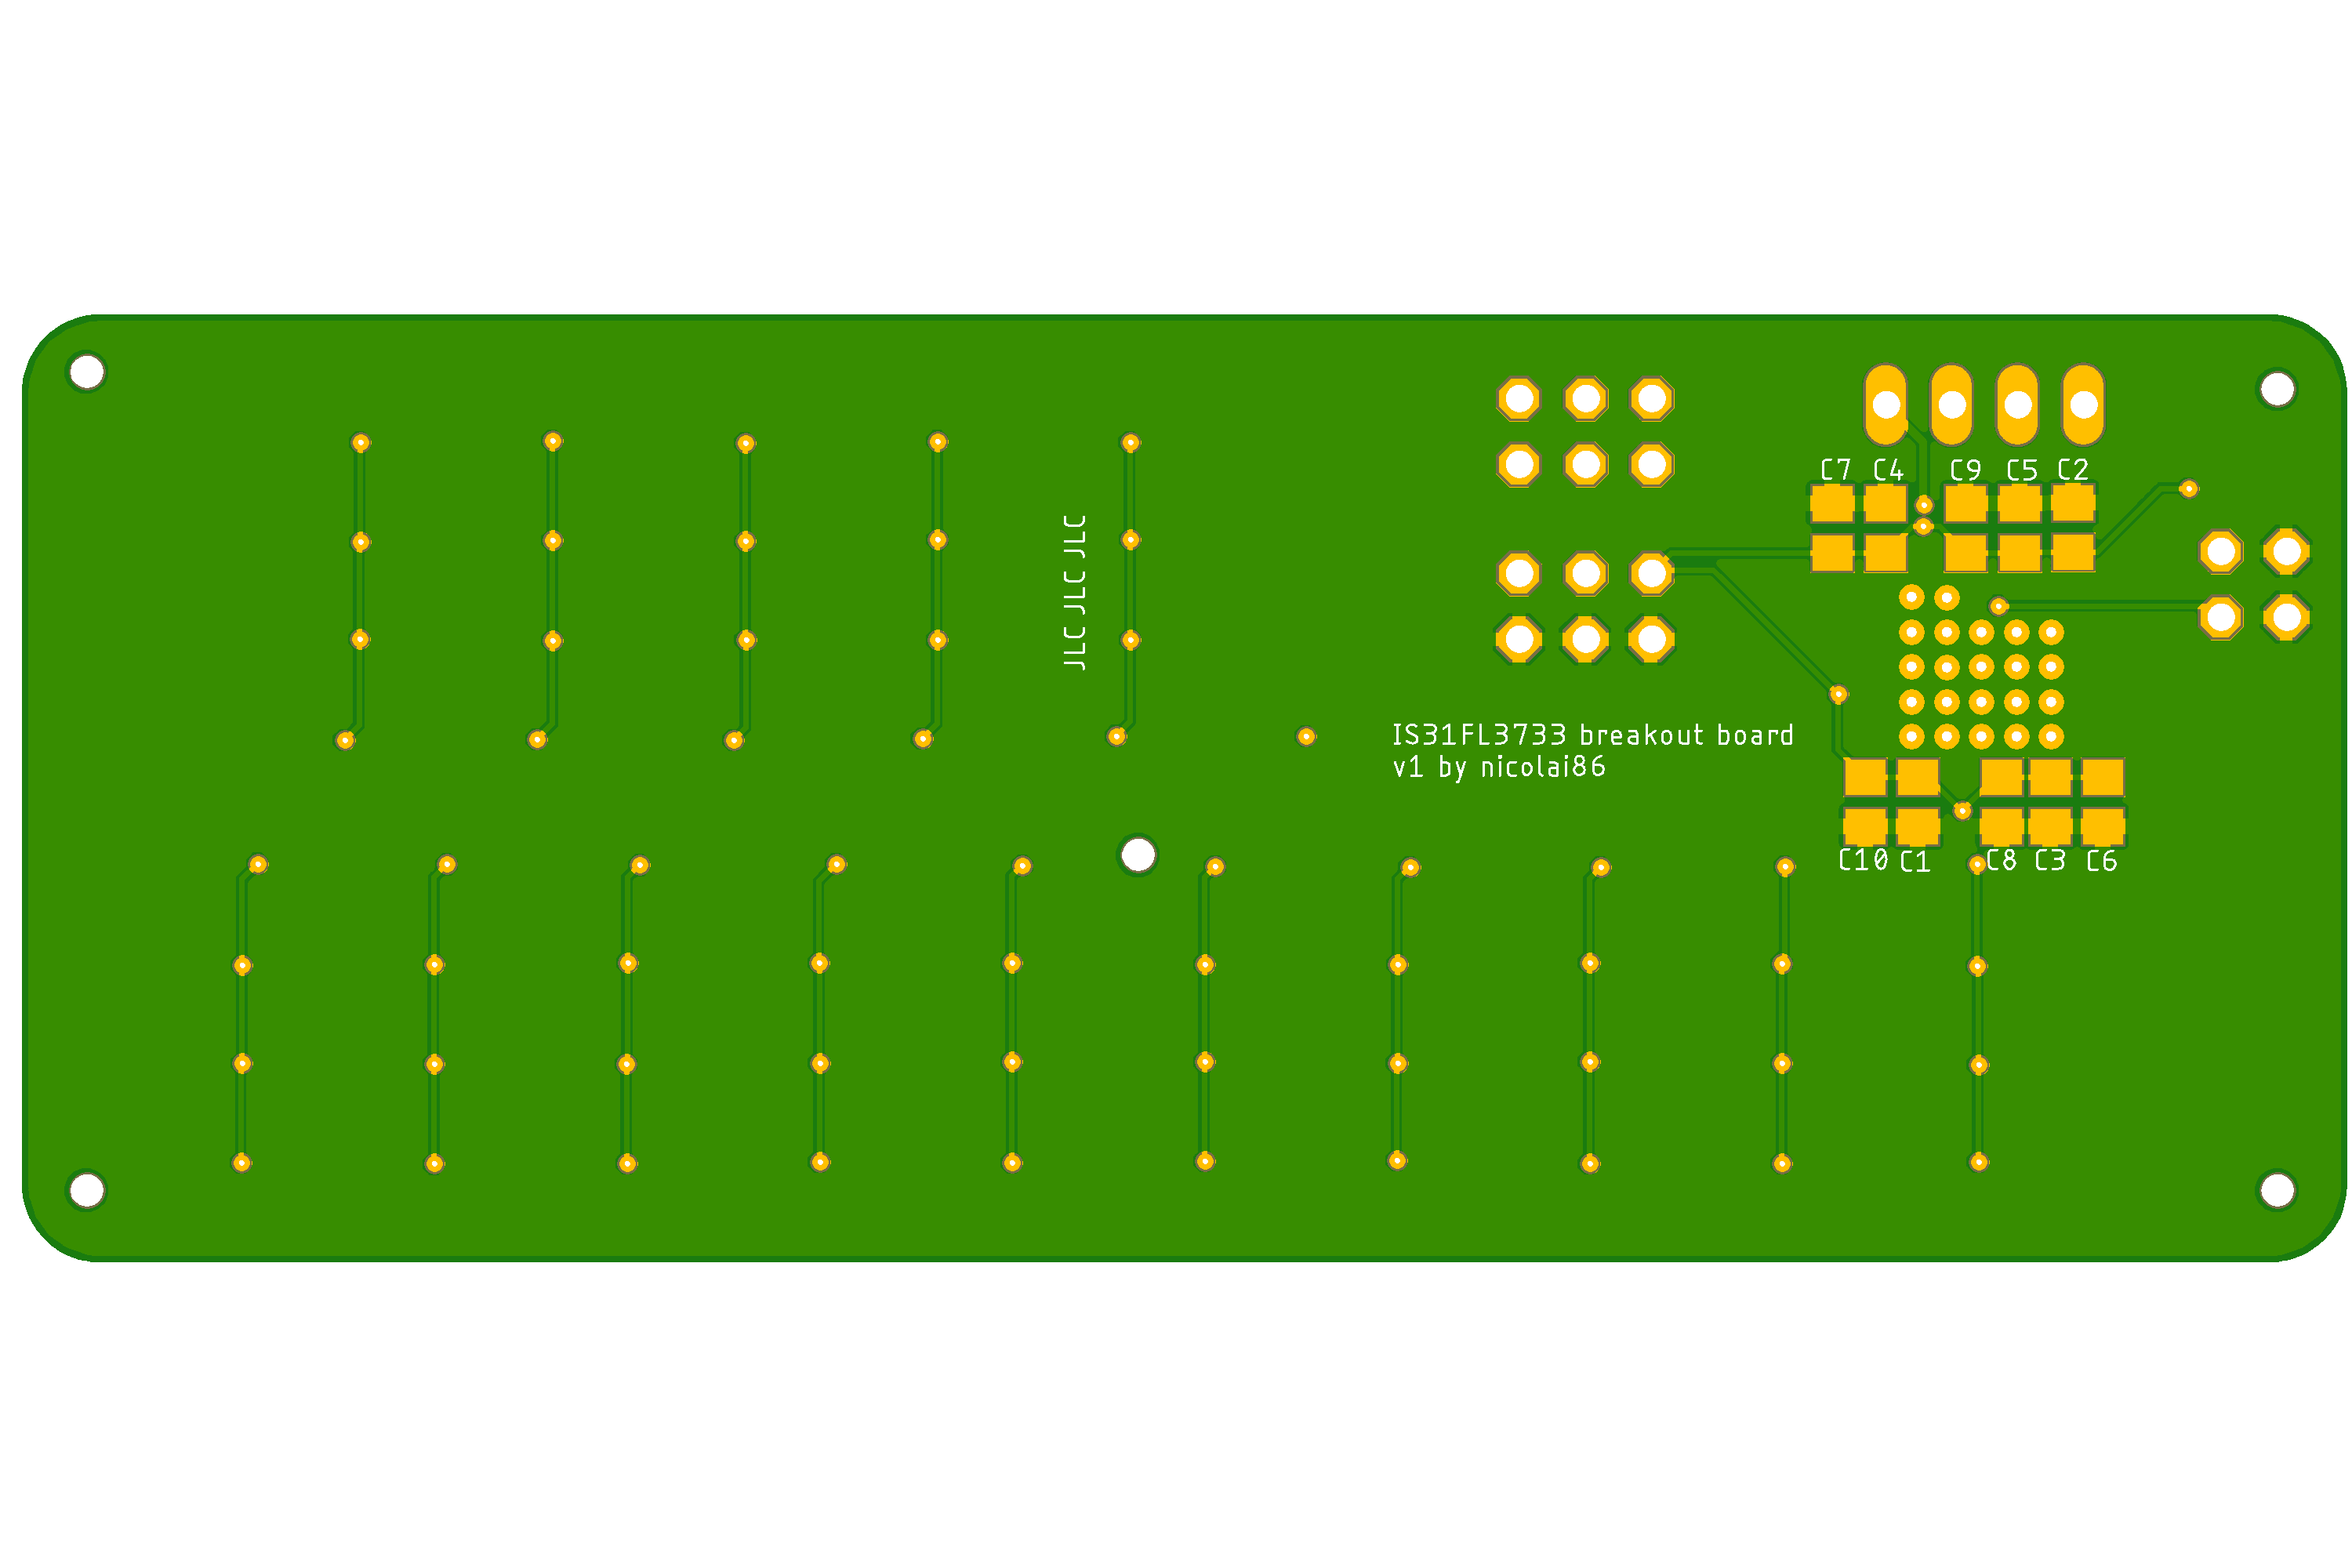 C7 C4 C9 C5 C2
JLC JLC JLC JLC
IS31FL3733 breakout board
v1 by nicolai86
C10 C1 C8 C3 C6